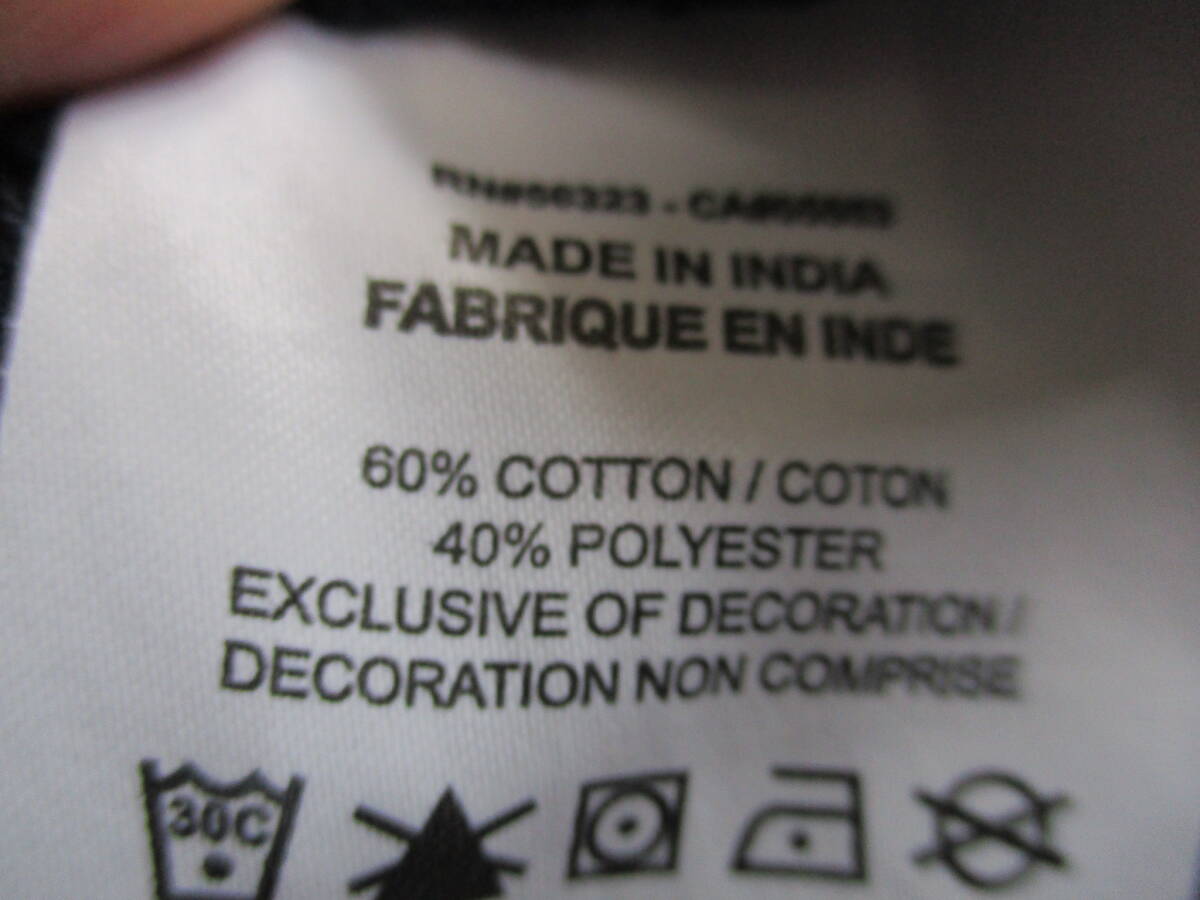 MADE IN INDIA
FABRIQUE EN INDE
60% COTTON / COTON
40% POLYESTER
EXCLUSIVE OF DECORATION /
DECORATION NON COMPRISE
30C